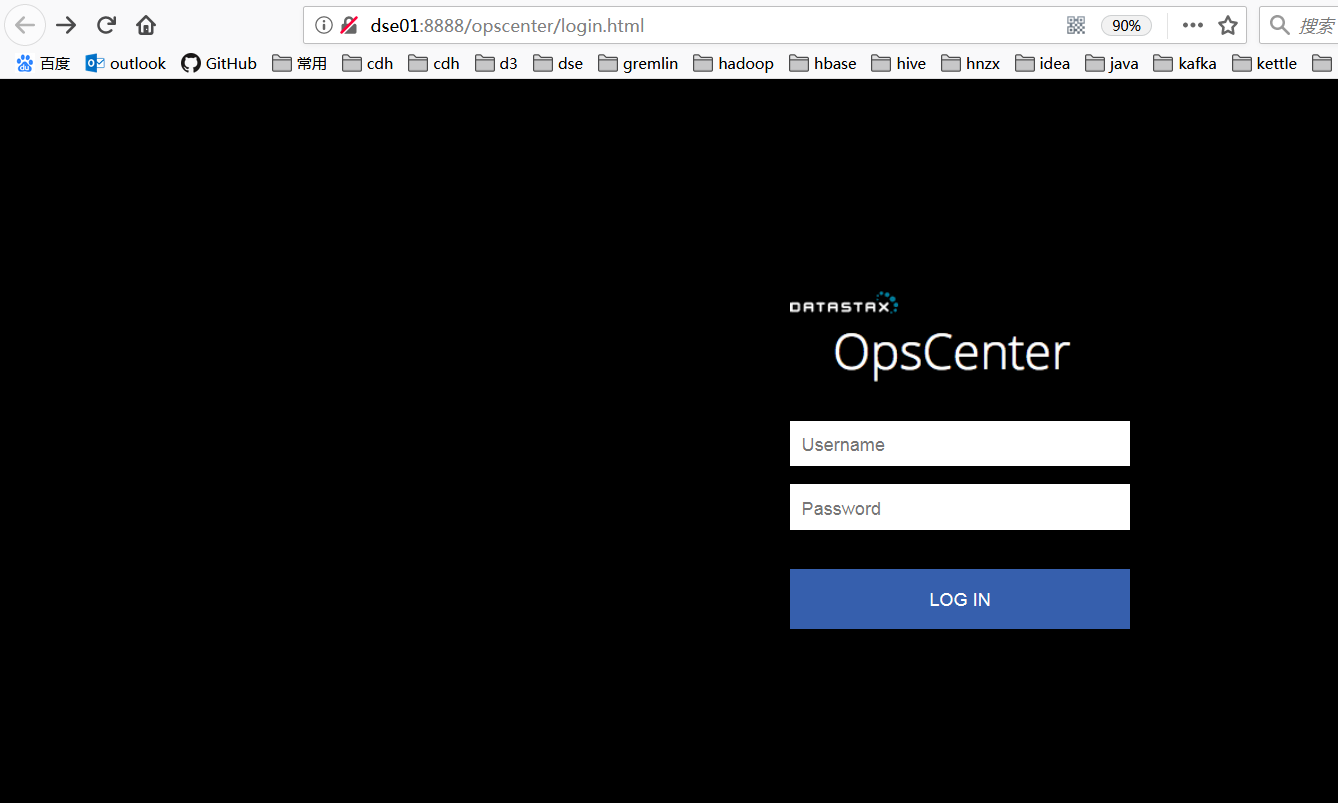 dse01:8888/opscenter/login.html 90% 搜索
百度 outlook GitHub 常用 cdh cdh d3 dse gremlin hadoop hbase hive hnzx idea java kafka kettle
DATASTAX
OpsCenter
Username
Password
LOG IN